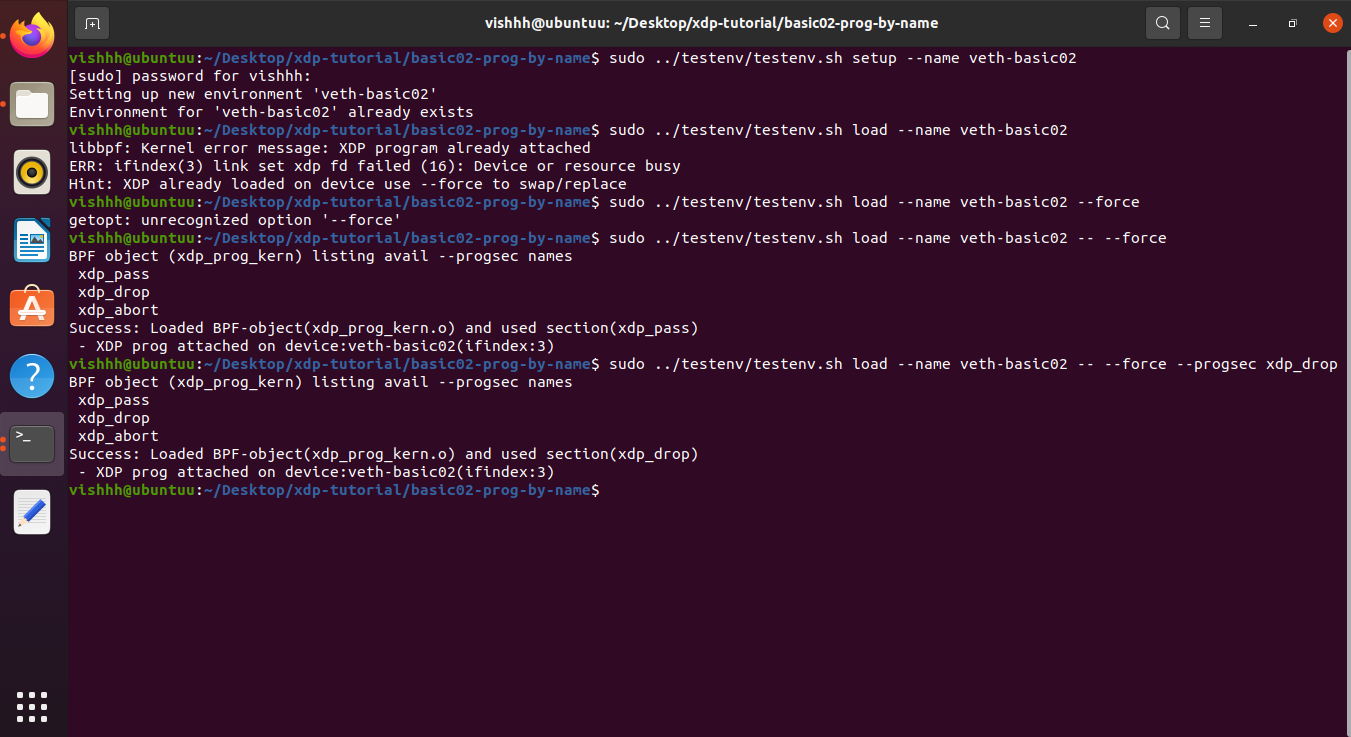 vishhh@ubuntuu: ~/Desktop/xdp-tutorial/basic02-prog-by-name
vishhh@ubuntuu:~/Desktop/xdp-tutorial/basic02-prog-by-name$ sudo ../testenv/testenv.sh setup --name veth-basic02
[sudo] password for vishhh:
Setting up new environment 'veth-basic02'
Environment for 'veth-basic02' already exists
vishhh@ubuntuu:~/Desktop/xdp-tutorial/basic02-prog-by-name$ sudo ../testenv/testenv.sh load --name veth-basic02
libbpf: Kernel error message: XDP program already attached
ERR: ifindex(3) link set xdp fd failed (16): Device or resource busy
Hint: XDP already loaded on device use --force to swap/replace
vishhh@ubuntuu:~/Desktop/xdp-tutorial/basic02-prog-by-name$ sudo ../testenv/testenv.sh load --name veth-basic02 --force
getopt: unrecognized option '--force'
vishhh@ubuntuu:~/Desktop/xdp-tutorial/basic02-prog-by-name$ sudo ../testenv/testenv.sh load --name veth-basic02 -- --force
BPF object (xdp_prog_kern) listing avail --progsec names
 xdp_pass
 xdp_drop
 xdp_abort
Success: Loaded BPF-object(xdp_prog_kern.o) and used section(xdp_pass)
 - XDP prog attached on device:veth-basic02(ifindex:3)
vishhh@ubuntuu:~/Desktop/xdp-tutorial/basic02-prog-by-name$ sudo ../testenv/testenv.sh load --name veth-basic02 -- --force --progsec xdp_drop
BPF object (xdp_prog_kern) listing avail --progsec names
 xdp_pass
 xdp_drop
 xdp_abort
Success: Loaded BPF-object(xdp_prog_kern.o) and used section(xdp_drop)
 - XDP prog attached on device:veth-basic02(ifindex:3)
vishhh@ubuntuu:~/Desktop/xdp-tutorial/basic02-prog-by-name$